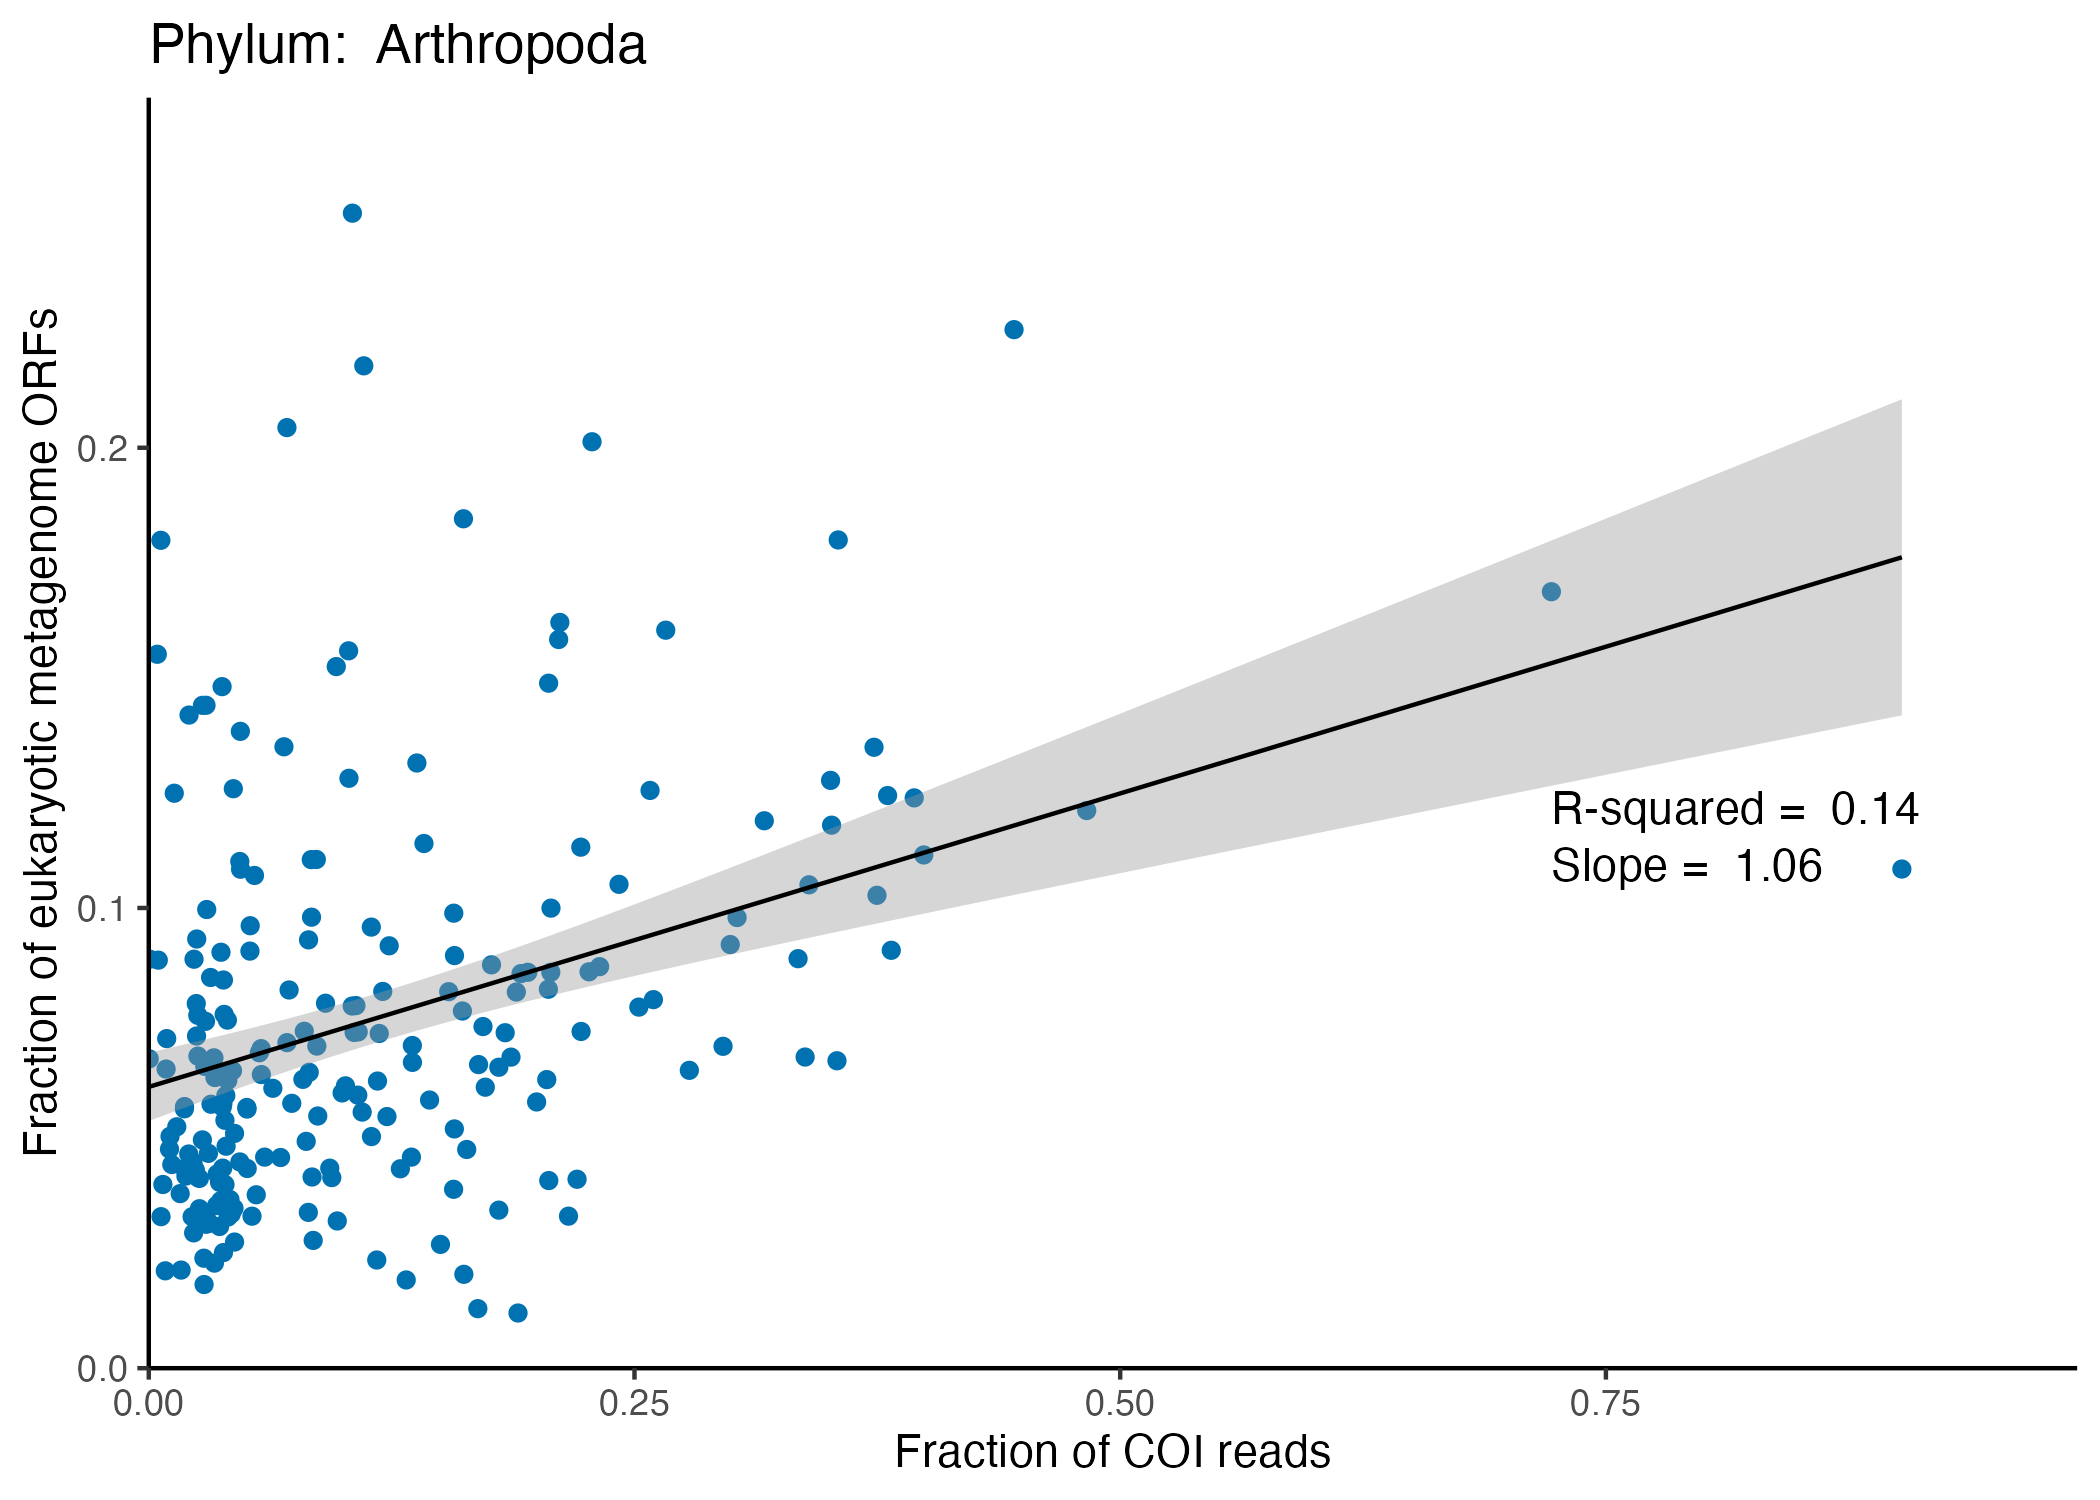 Phylum: Arthropoda
Fraction of eukaryotic metagenome ORFs
0.2
0.1
0.0
R-squared = 0.14
Slope = 1.06
0.00 0.25 0.50 0.75
Fraction of COI reads